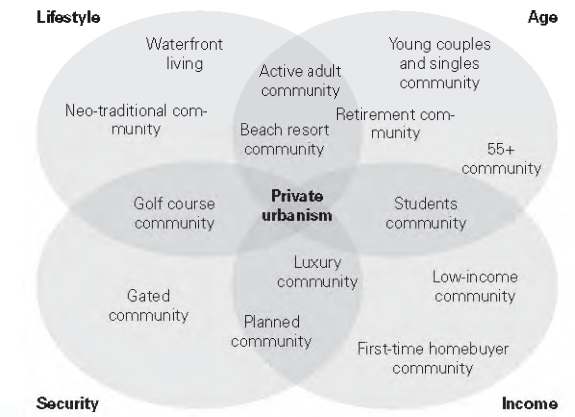 Lifestyle
Age
Waterfront
living
Young couples
and singles
community
Active adult
community
Neo-traditional com-
munity
Retirement com-
munity
Beach resort
community
55+
community
Golf course
community
Private
urbanism
Students
community
Luxury
community
Low-income
community
Gated
community
Planned
community
First-time homebuyer
community
Security
Income